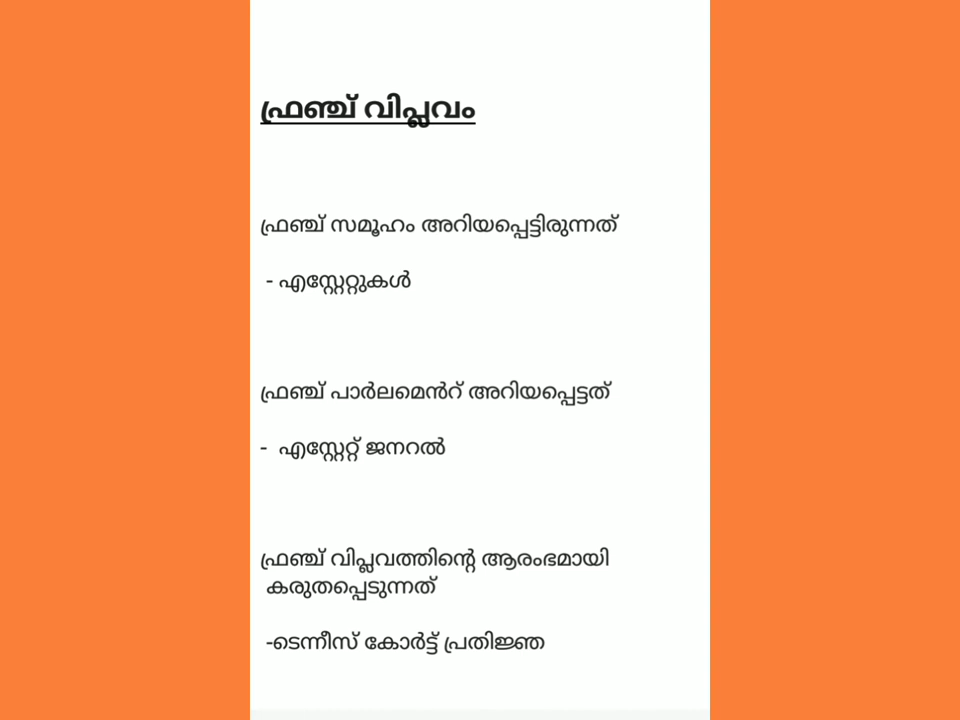 ഫ്രഞ്ച് വിപ്ലവം
ഫ്രഞ്ച് സമൂഹം അറിയപ്പെട്ടിരുന്നത്
- എസ്റ്റേറ്റുകൾ
ഫ്രഞ്ച് പാർലമെൻറ് അറിയപ്പെട്ടത്
- എസ്റ്റേറ്റ് ജനറൽ
ഫ്രഞ്ച് വിപ്ലവത്തിന്റെ ആരംഭമായി
കരുതപ്പെടുന്നത്
-ടെന്നീസ് കോർട്ട് പ്രതിജ്ഞ